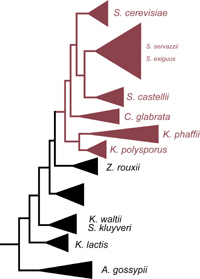 S. cerevisiae
S. servazzii
S. exiguus
S. castellii
C. glabrata
K. phaffii
K. polysporus
Z. rouxii
K. waltii
S. kluyveri
K. lactis
A. gossypii